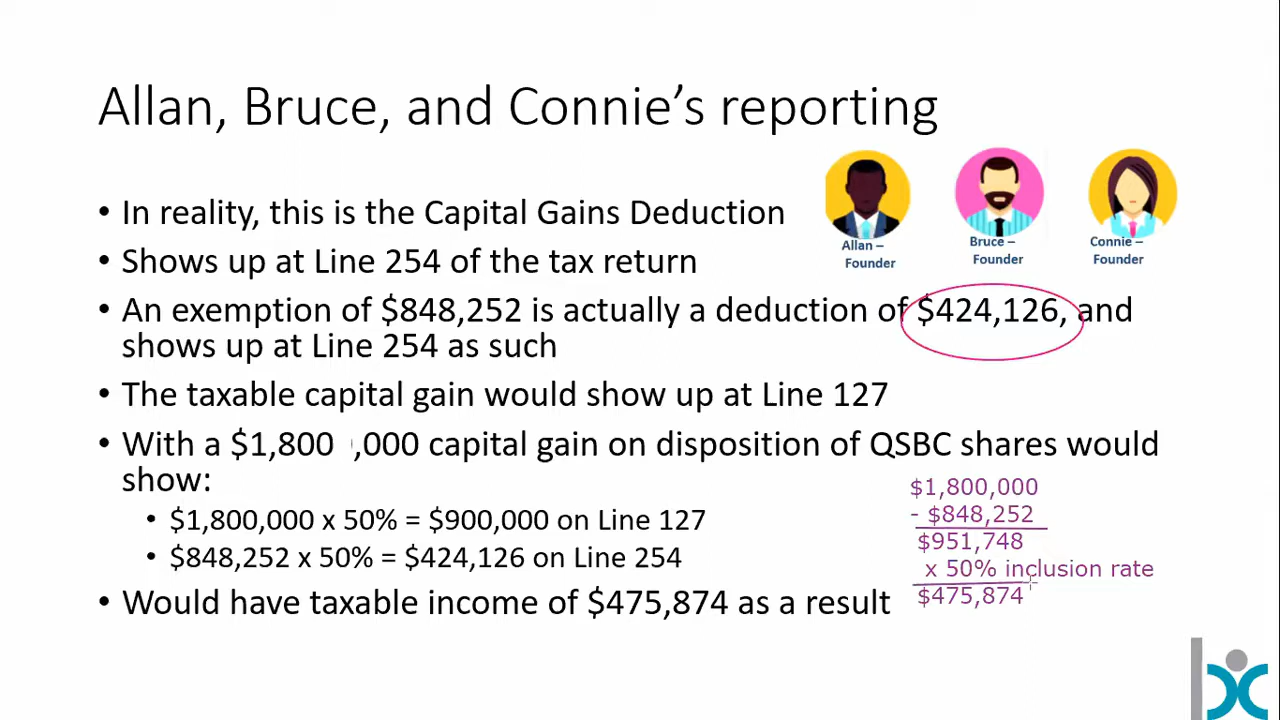 Allan, Bruce, and Connie’s reporting
Allan –
Founder
Bruce –
Founder
Connie –
Founder
• In reality, this is the Capital Gains Deduction
• Shows up at Line 254 of the tax return
• An exemption of $848,252 is actually a deduction of $424,126, and
shows up at Line 254 as such
• The taxable capital gain would show up at Line 127
• With a $1,800 ,000 capital gain on disposition of QSBC shares would
show:
• $1,800,000 x 50% = $900,000 on Line 127
• $848,252 x 50% = $424,126 on Line 254
• Would have taxable income of $475,874 as a result
$1,800,000
- $848,252
$951,748
x 50% inclusion rate
$475,874